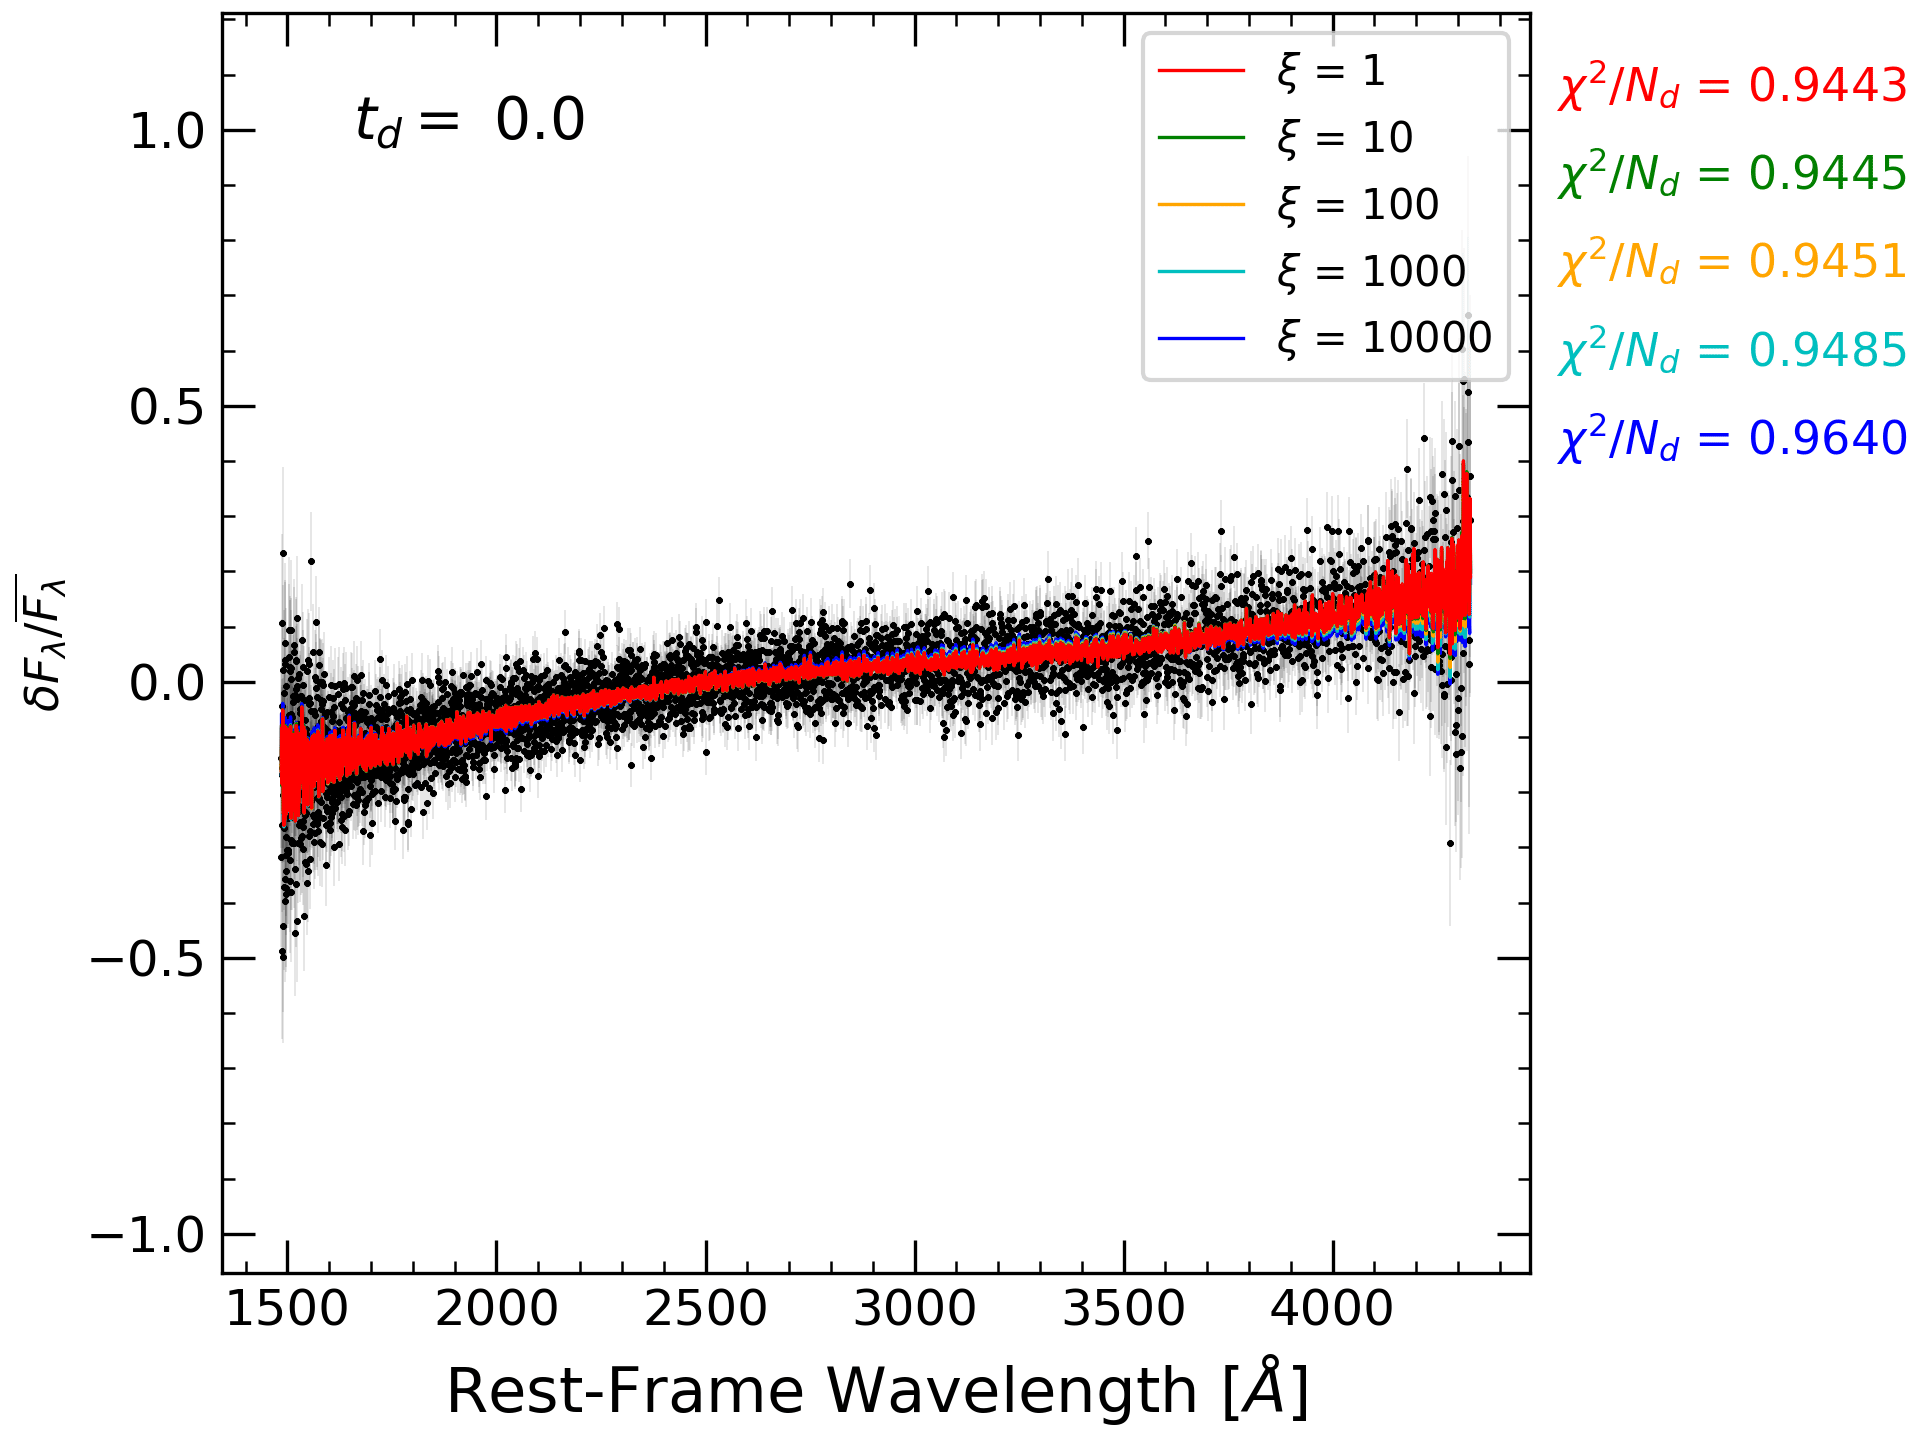 t_d = 0.0
ξ = 1
ξ = 10
ξ = 100
ξ = 1000
ξ = 10000
χ²/N_d = 0.9443
χ²/N_d = 0.9445
χ²/N_d = 0.9451
χ²/N_d = 0.9485
χ²/N_d = 0.9640
1.0
0.5
0.0
−0.5
−1.0
δF_λ/F̅_λ
1500 2000 2500 3000 3500 4000
Rest-Frame Wavelength [Å]